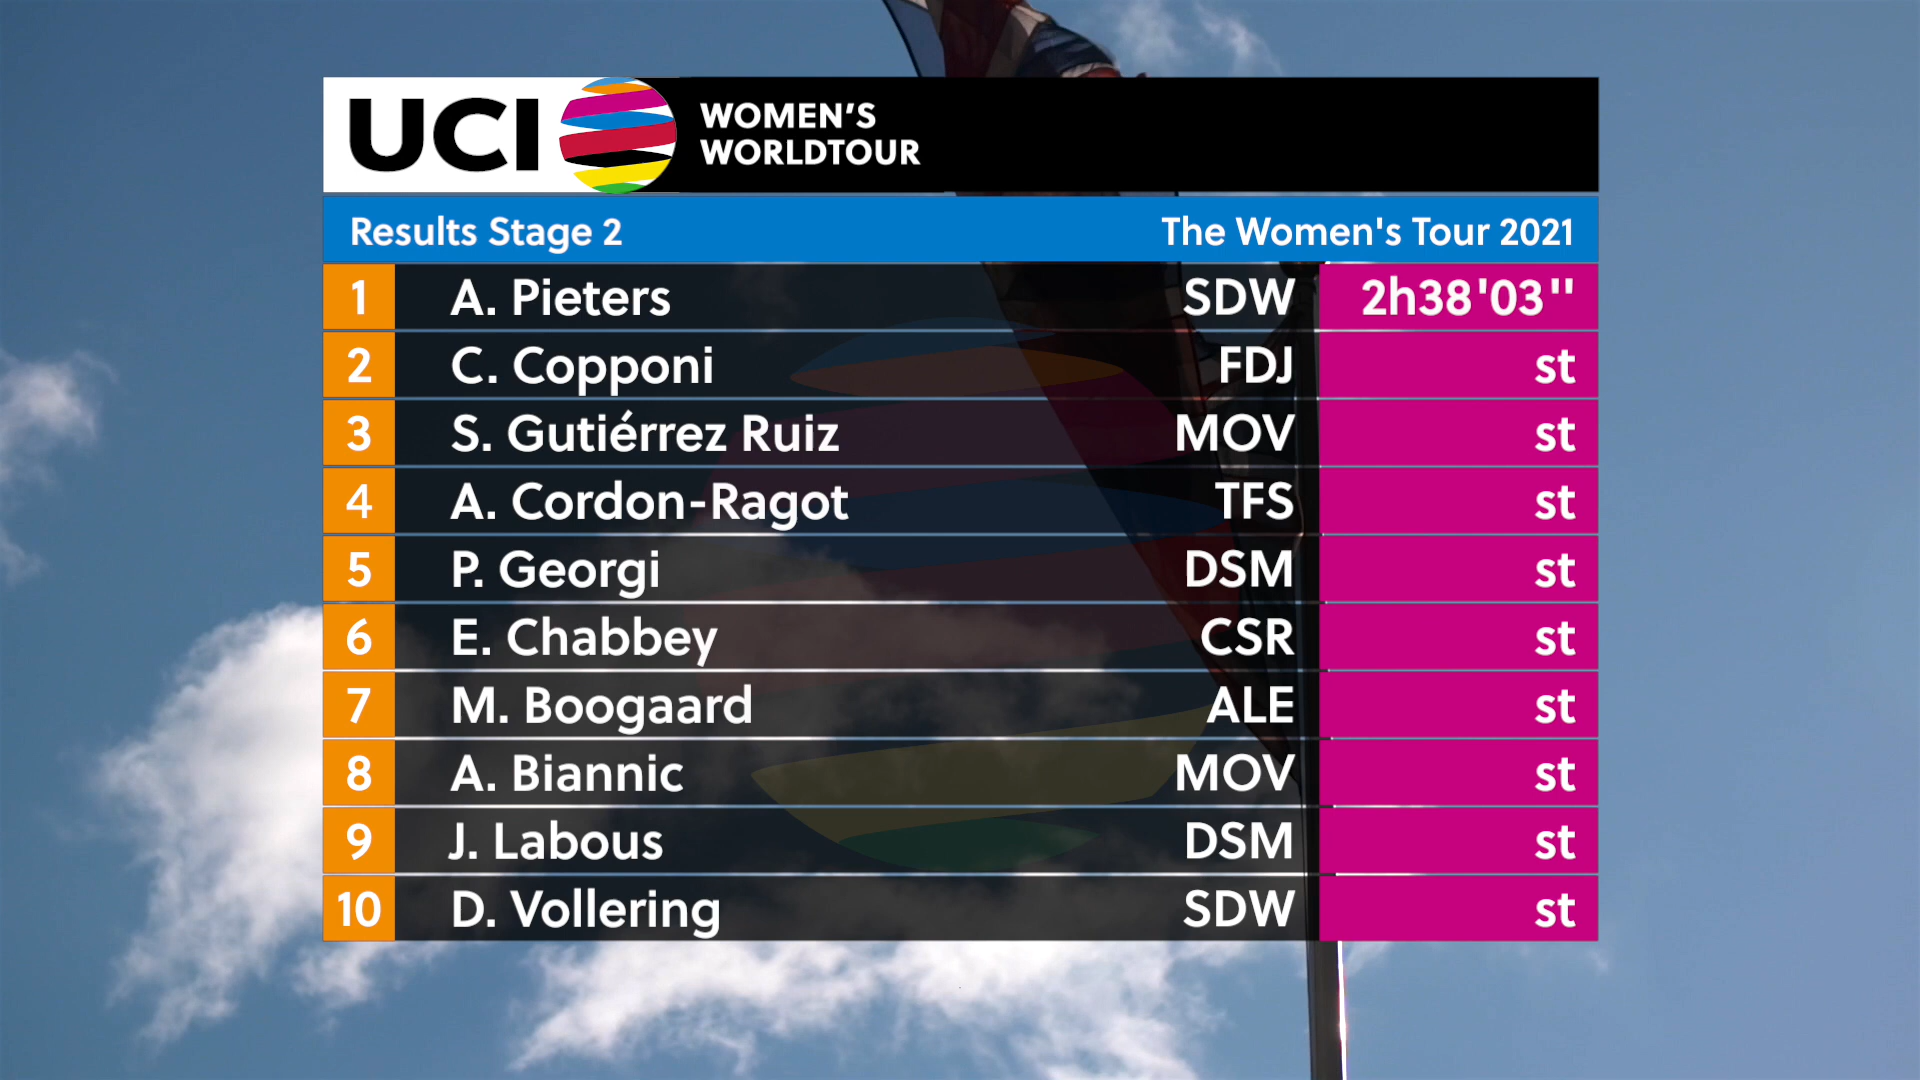 UCI WOMEN'S
WORLDTOUR
Results Stage 2 The Women's Tour 2021
1 A. Pieters SDW 2h38'03"
2 C. Copponi FDJ st
3 S. Gutiérrez Ruiz MOV st
4 A. Cordon-Ragot TFS st
5 P. Georgi DSM st
6 E. Chabbey CSR st
7 M. Boogaard ALE st
8 A. Biannic MOV st
9 J. Labous DSM st
10 D. Vollering SDW st